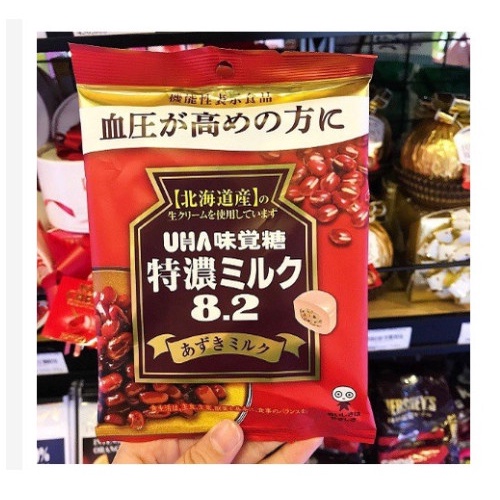 機能性表示食品
血圧が高めの方に
【北海道産】の
生クリームを使用しています
UHA味覚糖
特濃ミルク
8.2
あずきミルク
HERSHEY'S